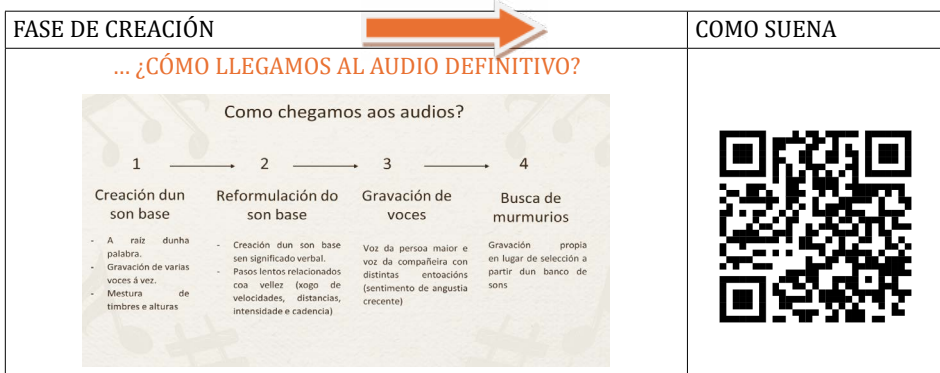 FASE DE CREACIÓN
COMO SUENA
… ¿CÓMO LLEGAMOS AL AUDIO DEFINITIVO?
Como chegamos aos audios?
1
2
3
4
Creación dun
son base
- A raíz dunha
palabra.
- Gravación de varias
voces á vez.
- Mestura de
timbres e alturas
Reformulación do
son base
- Creación dun son base
sen significado verbal.
- Pasos lentos relacionados
coa vellez (xogo de
velocidades, distancias,
intensidade e cadencia)
Gravación de
voces
Voz da persoa maior e
voz da compañeira con
distintas entoacións
(sentimento de angustia
crecente)
Busca de
murmurios
Gravación propia
en lugar de selección a
partir dun banco de
sons